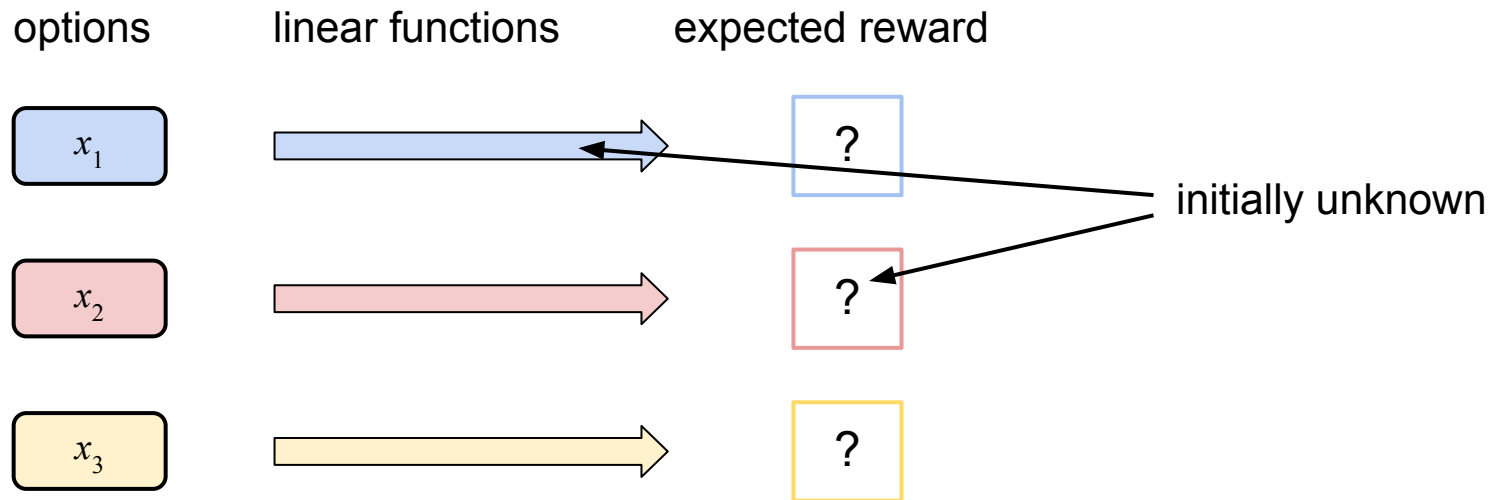 options linear functions expected reward
x₁ ?
initially unknown
x₂ ?
x₃ ?